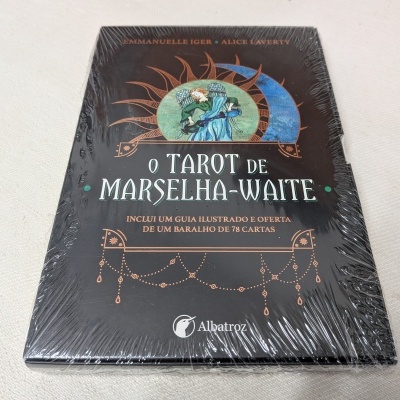 EMMANUELLE IGER • ALICE LAVERTY
O TAROT DE
MARSELHA-WAITE
INCLUI UM GUIA ILUSTRADO E OFERTA
DE UM BARALHO DE 78 CARTAS
Albatroz